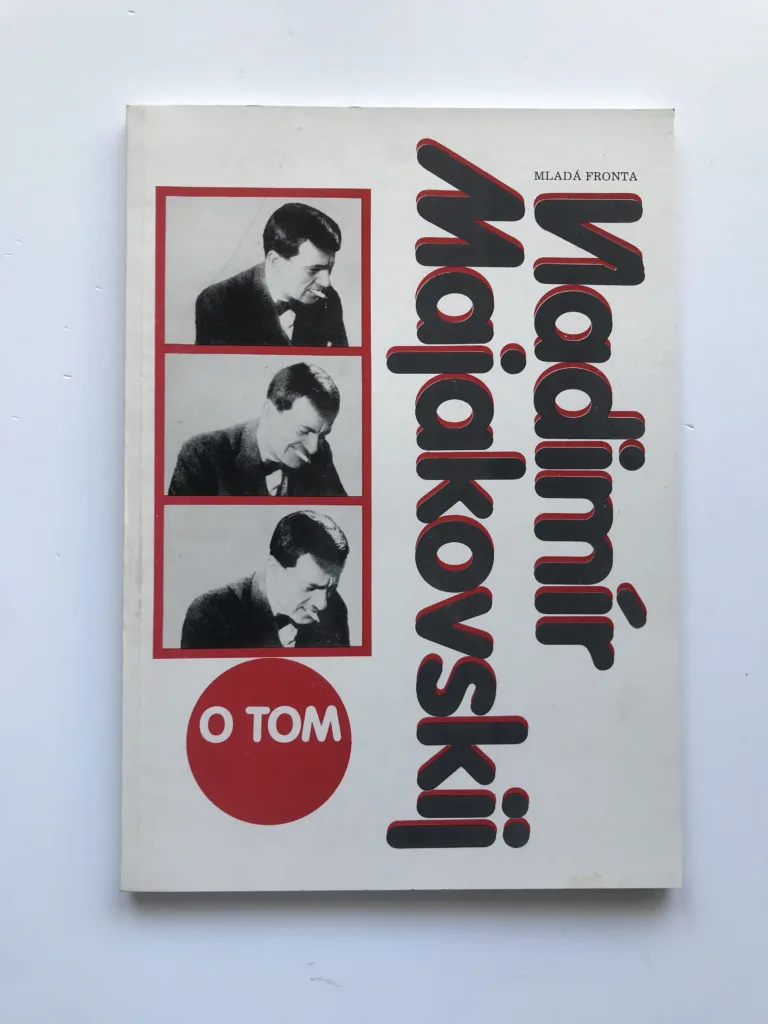 MLADÁ FRONTA
Vladimír
Majakovskij
O TOM